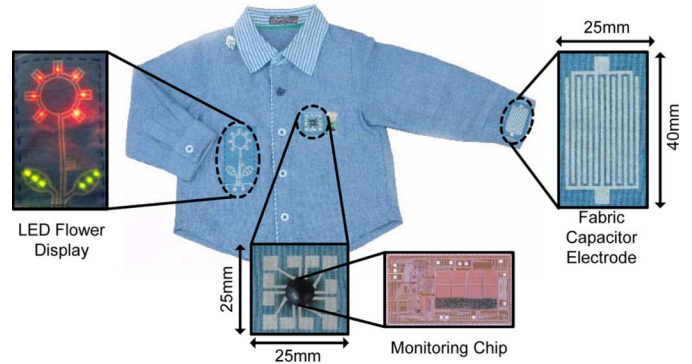 25mm
40mm
LED Flower
Display
Fabric
Capacitor
Electrode
25mm
25mm
Monitoring Chip